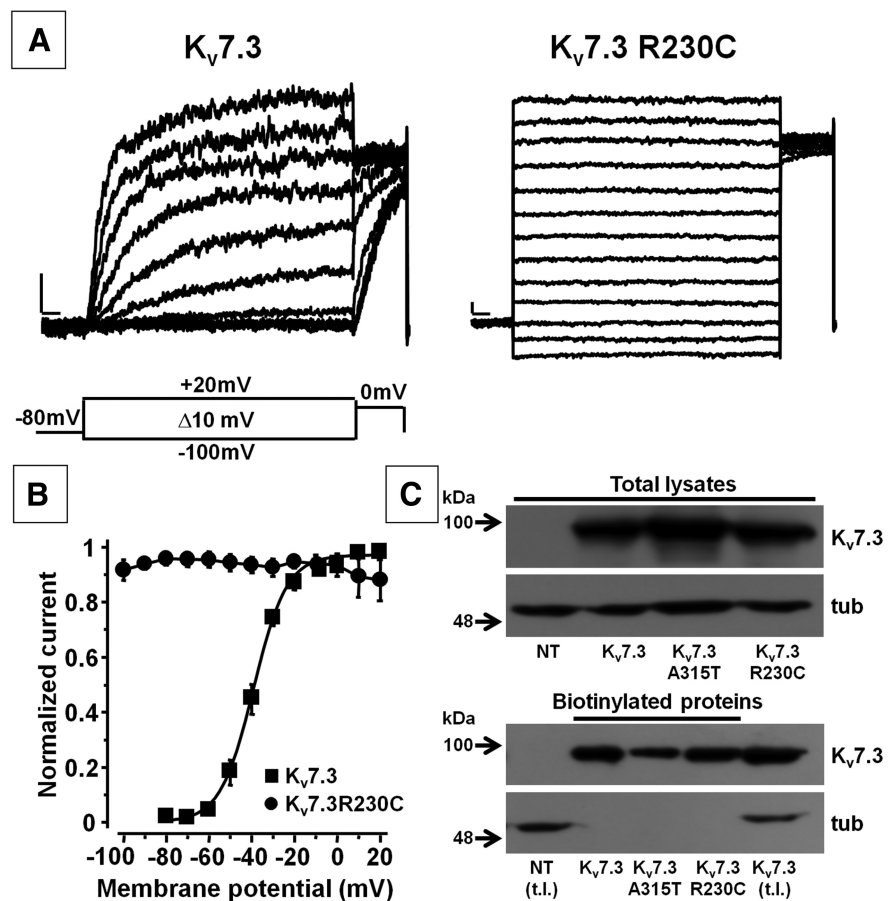 A
Kv7.3
Kv7.3 R230C
+20mV
0mV
-80mV
Δ10 mV
-100mV
B
C
Normalized current
1
0.8
0.6
0.4
0.2
0
-100 -80 -60 -40 -20 0 20
Membrane potential (mV)
Kv7.3
Kv7.3R230C
Total lysates
kDa
100
Kv7.3
48
tub
NT Kv7.3 Kv7.3 A315T Kv7.3 R230C
Biotinylated proteins
kDa
100
Kv7.3
48
tub
NT (t.l.) Kv7.3 Kv7.3 A315T Kv7.3 R230C Kv7.3 (t.l.)